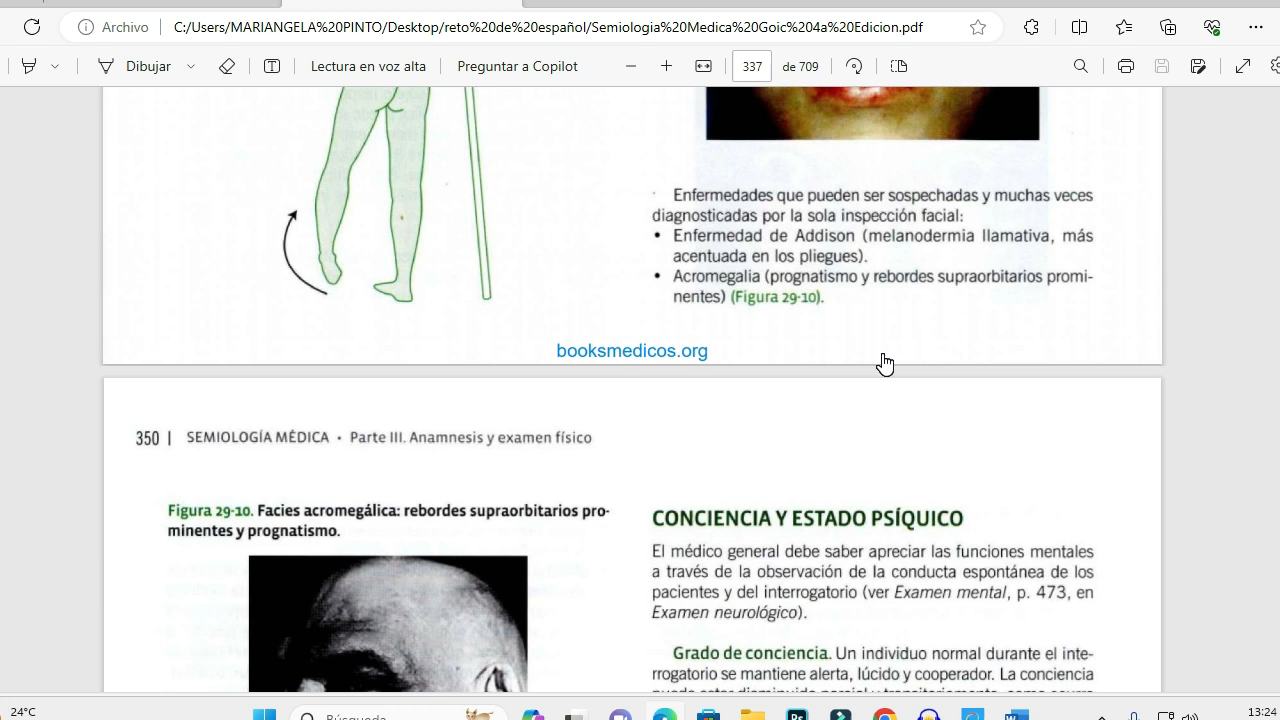 Archivo
C:/Users/MARIANGELA%20PINTO/Desktop/reto%20de%20español/Semiologia%20Medica%20Goic%204a%20Edicion.pdf
Dibujar
Lectura en voz alta
Preguntar a Copilot
337
de 709
Enfermedades que pueden ser sospechadas y muchas veces
diagnosticadas por la sola inspección facial:
• Enfermedad de Addison (melanodermia llamativa, más
acentuada en los pliegues).
• Acromegalia (prognatismo y rebordes supraorbitarios promi-
nentes) (Figura 29-10).
booksmedicos.org
350 | SEMIOLOGÍA MÉDICA • Parte III. Anamnesis y examen físico
Figura 29-10. Facies acromegálica: rebordes supraorbitarios pro-
minentes y prognatismo.
CONCIENCIA Y ESTADO PSÍQUICO
El médico general debe saber apreciar las funciones mentales
a través de la observación de la conducta espontánea de los
pacientes y del interrogatorio (ver Examen mental, p. 473, en
Examen neurológico).
Grado de conciencia. Un individuo normal durante el inte-
rrogatorio se mantiene alerta, lúcido y cooperador. La conciencia
24°C
Búsqueda
Ps
13:24